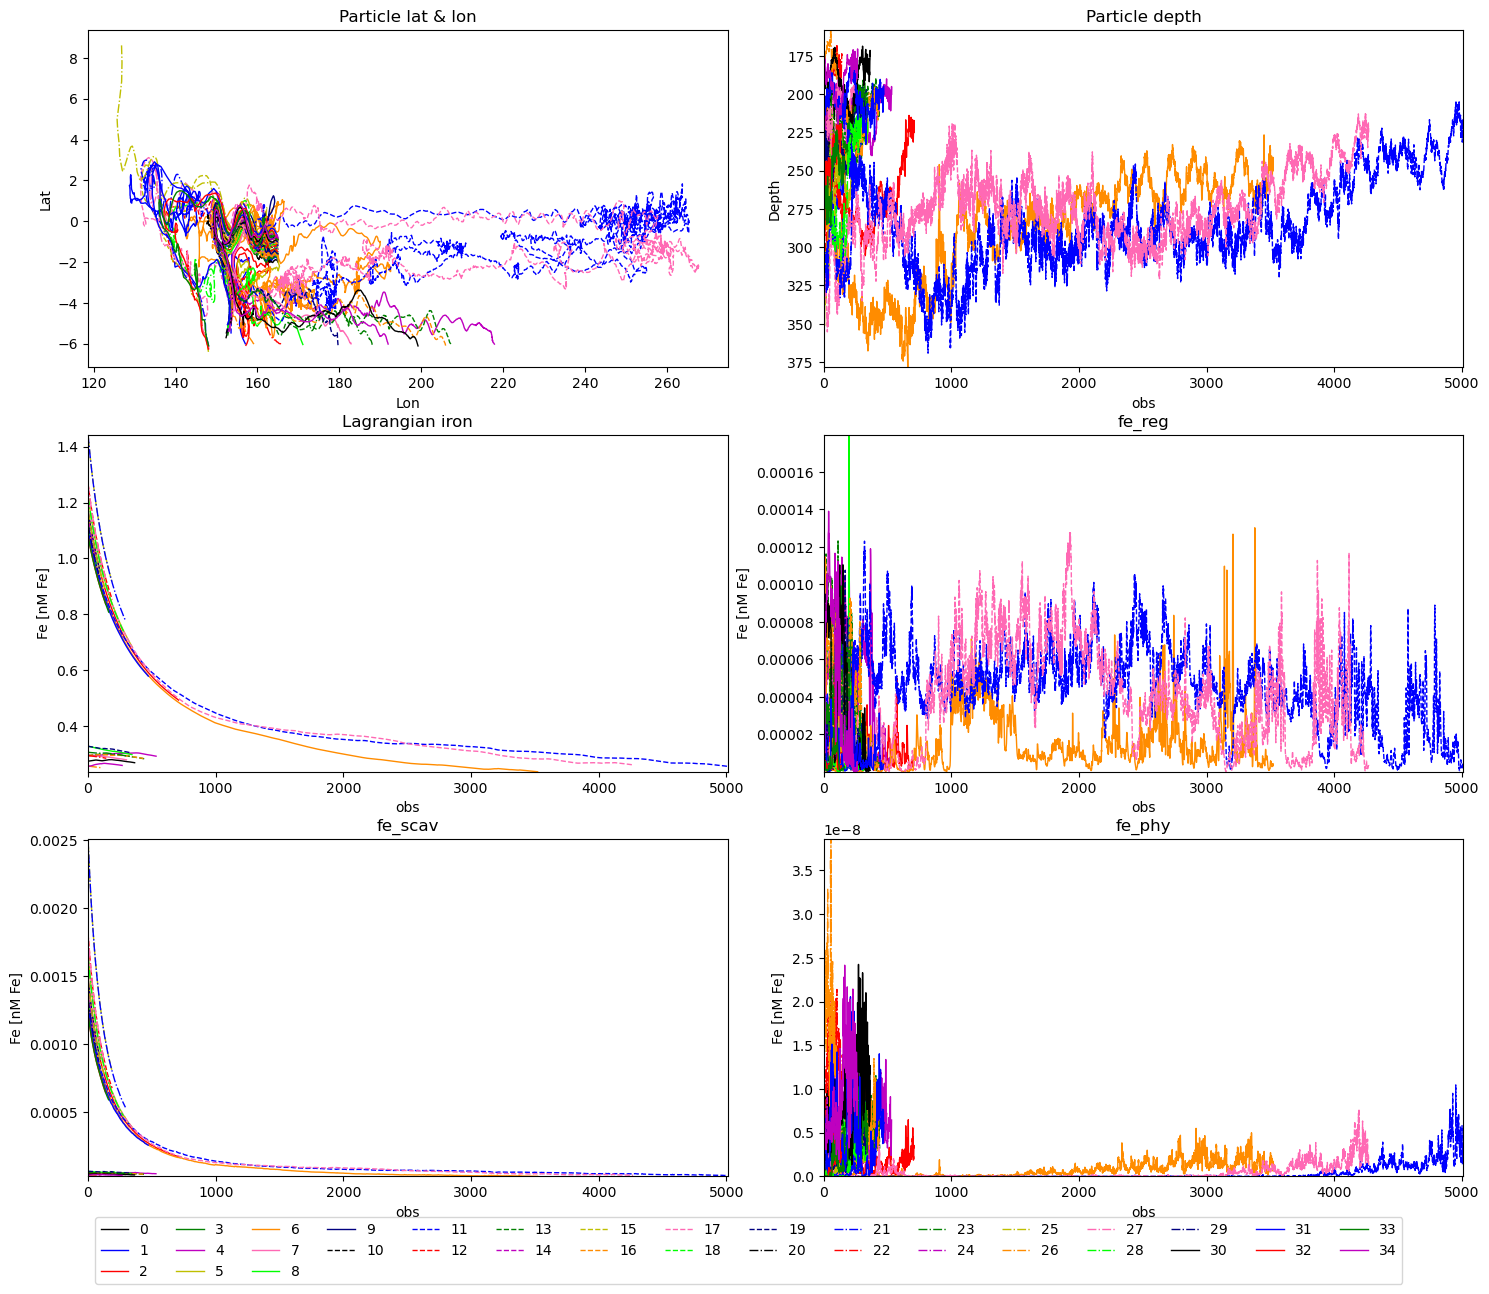 Particle lat & lon
8
6
4
2
0
−2
−4
−6
Lat
120 140 160 180 200 220 240 260
Lon
Particle depth
175
200
225
250
275
300
325
350
375
Depth
0 1000 2000 3000 4000 5000
obs
Lagrangian iron
1.4
1.2
1.0
0.8
0.6
0.4
Fe [nM Fe]
0 1000 2000 3000 4000 5000
obs
fe_reg
0.00016
0.00014
0.00012
0.00010
0.00008
0.00006
0.00004
0.00002
Fe [nM Fe]
0 1000 2000 3000 4000 5000
obs
fe_scav
0.0025
0.0020
0.0015
0.0010
0.0005
Fe [nM Fe]
0 1000 2000 3000 4000 5000
obs
fe_phy
1e−8
3.5
3.0
2.5
2.0
1.5
1.0
0.5
0.0
Fe [nM Fe]
0 1000 2000 3000 4000 5000
obs
0 3 6 9 11 13 15 17 19 21 23 25 27 29 31 33
1 4 7 10 12 14 16 18 20 22 24 26 28 30 32 34
2 5 8